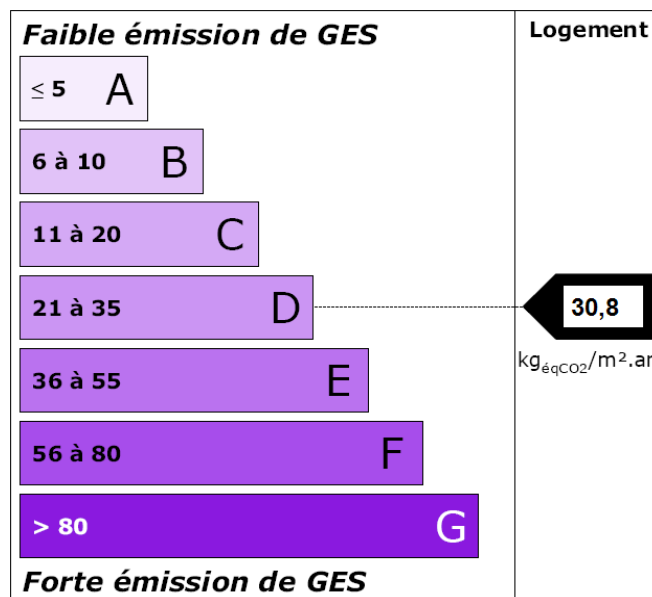 Faible émission de GES
Logement
≤ 5 A
6 à 10 B
11 à 20 C
21 à 35 D
30,8
kgéqCO2/m².an
36 à 55 E
56 à 80 F
> 80 G
Forte émission de GES